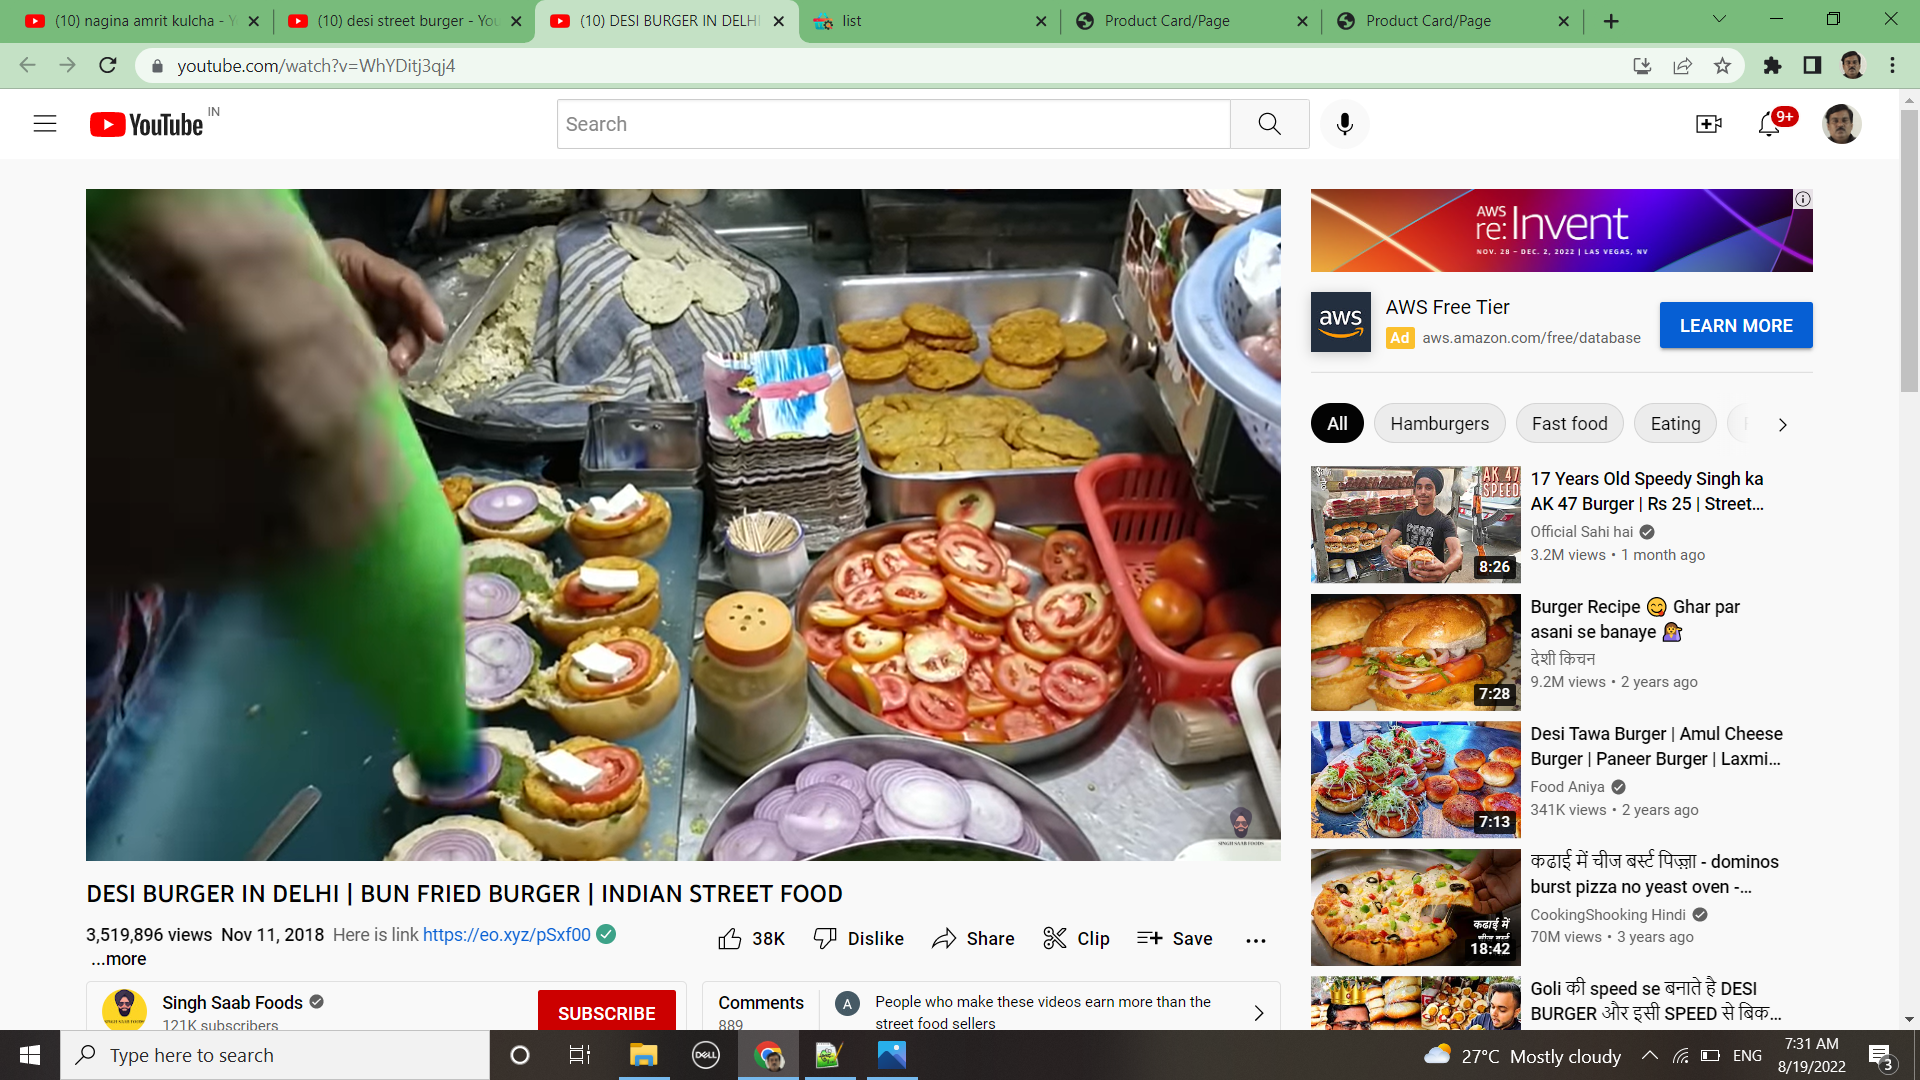 (10) nagina amrit kulcha - Y
(10) desi street burger - You
(10) DESI BURGER IN DELHI
list
Product Card/Page
Product Card/Page
youtube.com/watch?v=WhYDitj3qj4
YouTube IN
Search
9+
AWS
re:Invent
NOV. 28 – DEC. 2, 2022 | LAS VEGAS, NV
aws
AWS Free Tier
Ad aws.amazon.com/free/database
LEARN MORE
All Hamburgers Fast food Eating
AK 47
SPEED
8:26
17 Years Old Speedy Singh ka
AK 47 Burger | Rs 25 | Street...
Official Sahi hai
3.2M views • 1 month ago
7:28
Burger Recipe 😋 Ghar par
asani se banaye 🤷‍♀️
देशी किचन
9.2M views • 2 years ago
7:13
Desi Tawa Burger | Amul Cheese
Burger | Paneer Burger | Laxmi...
Food Aniya
341K views • 2 years ago
कढाई में
18:42
कढाई में चीज बर्स्ट पिज़्ज़ा - dominos
burst pizza no yeast oven -...
CookingShooking Hindi
70M views • 3 years ago
Goli की speed से बनाते है DESI
BURGER और इसी SPEED से बिक...
SINGH SAAB FOODS
DESI BURGER IN DELHI | BUN FRIED BURGER | INDIAN STREET FOOD
3,519,896 views Nov 11, 2018 Here is link https://eo.xyz/pSxf00
...more
38K Dislike Share Clip Save
Singh Saab Foods
121K subscribers
SUBSCRIBE
Comments
889
A
People who make these videos earn more than the
street food sellers
Type here to search
DELL
27°C Mostly cloudy
ENG
7:31 AM
8/19/2022
3